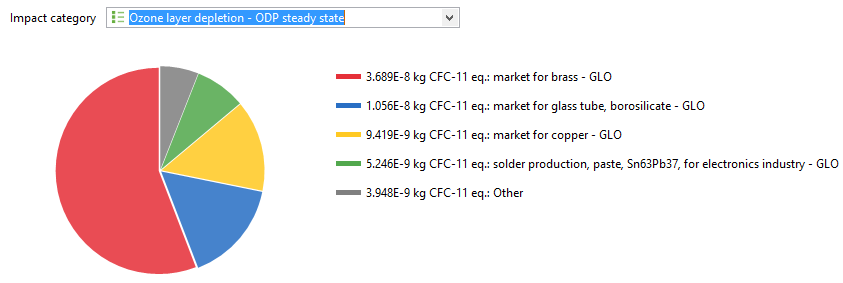 Impact category Ozone layer depletion - ODP steady state
3.689E-8 kg CFC-11 eq.: market for brass - GLO
1.056E-8 kg CFC-11 eq.: market for glass tube, borosilicate - GLO
9.419E-9 kg CFC-11 eq.: market for copper - GLO
5.246E-9 kg CFC-11 eq.: solder production, paste, Sn63Pb37, for electronics industry - GLO
3.948E-9 kg CFC-11 eq.: Other